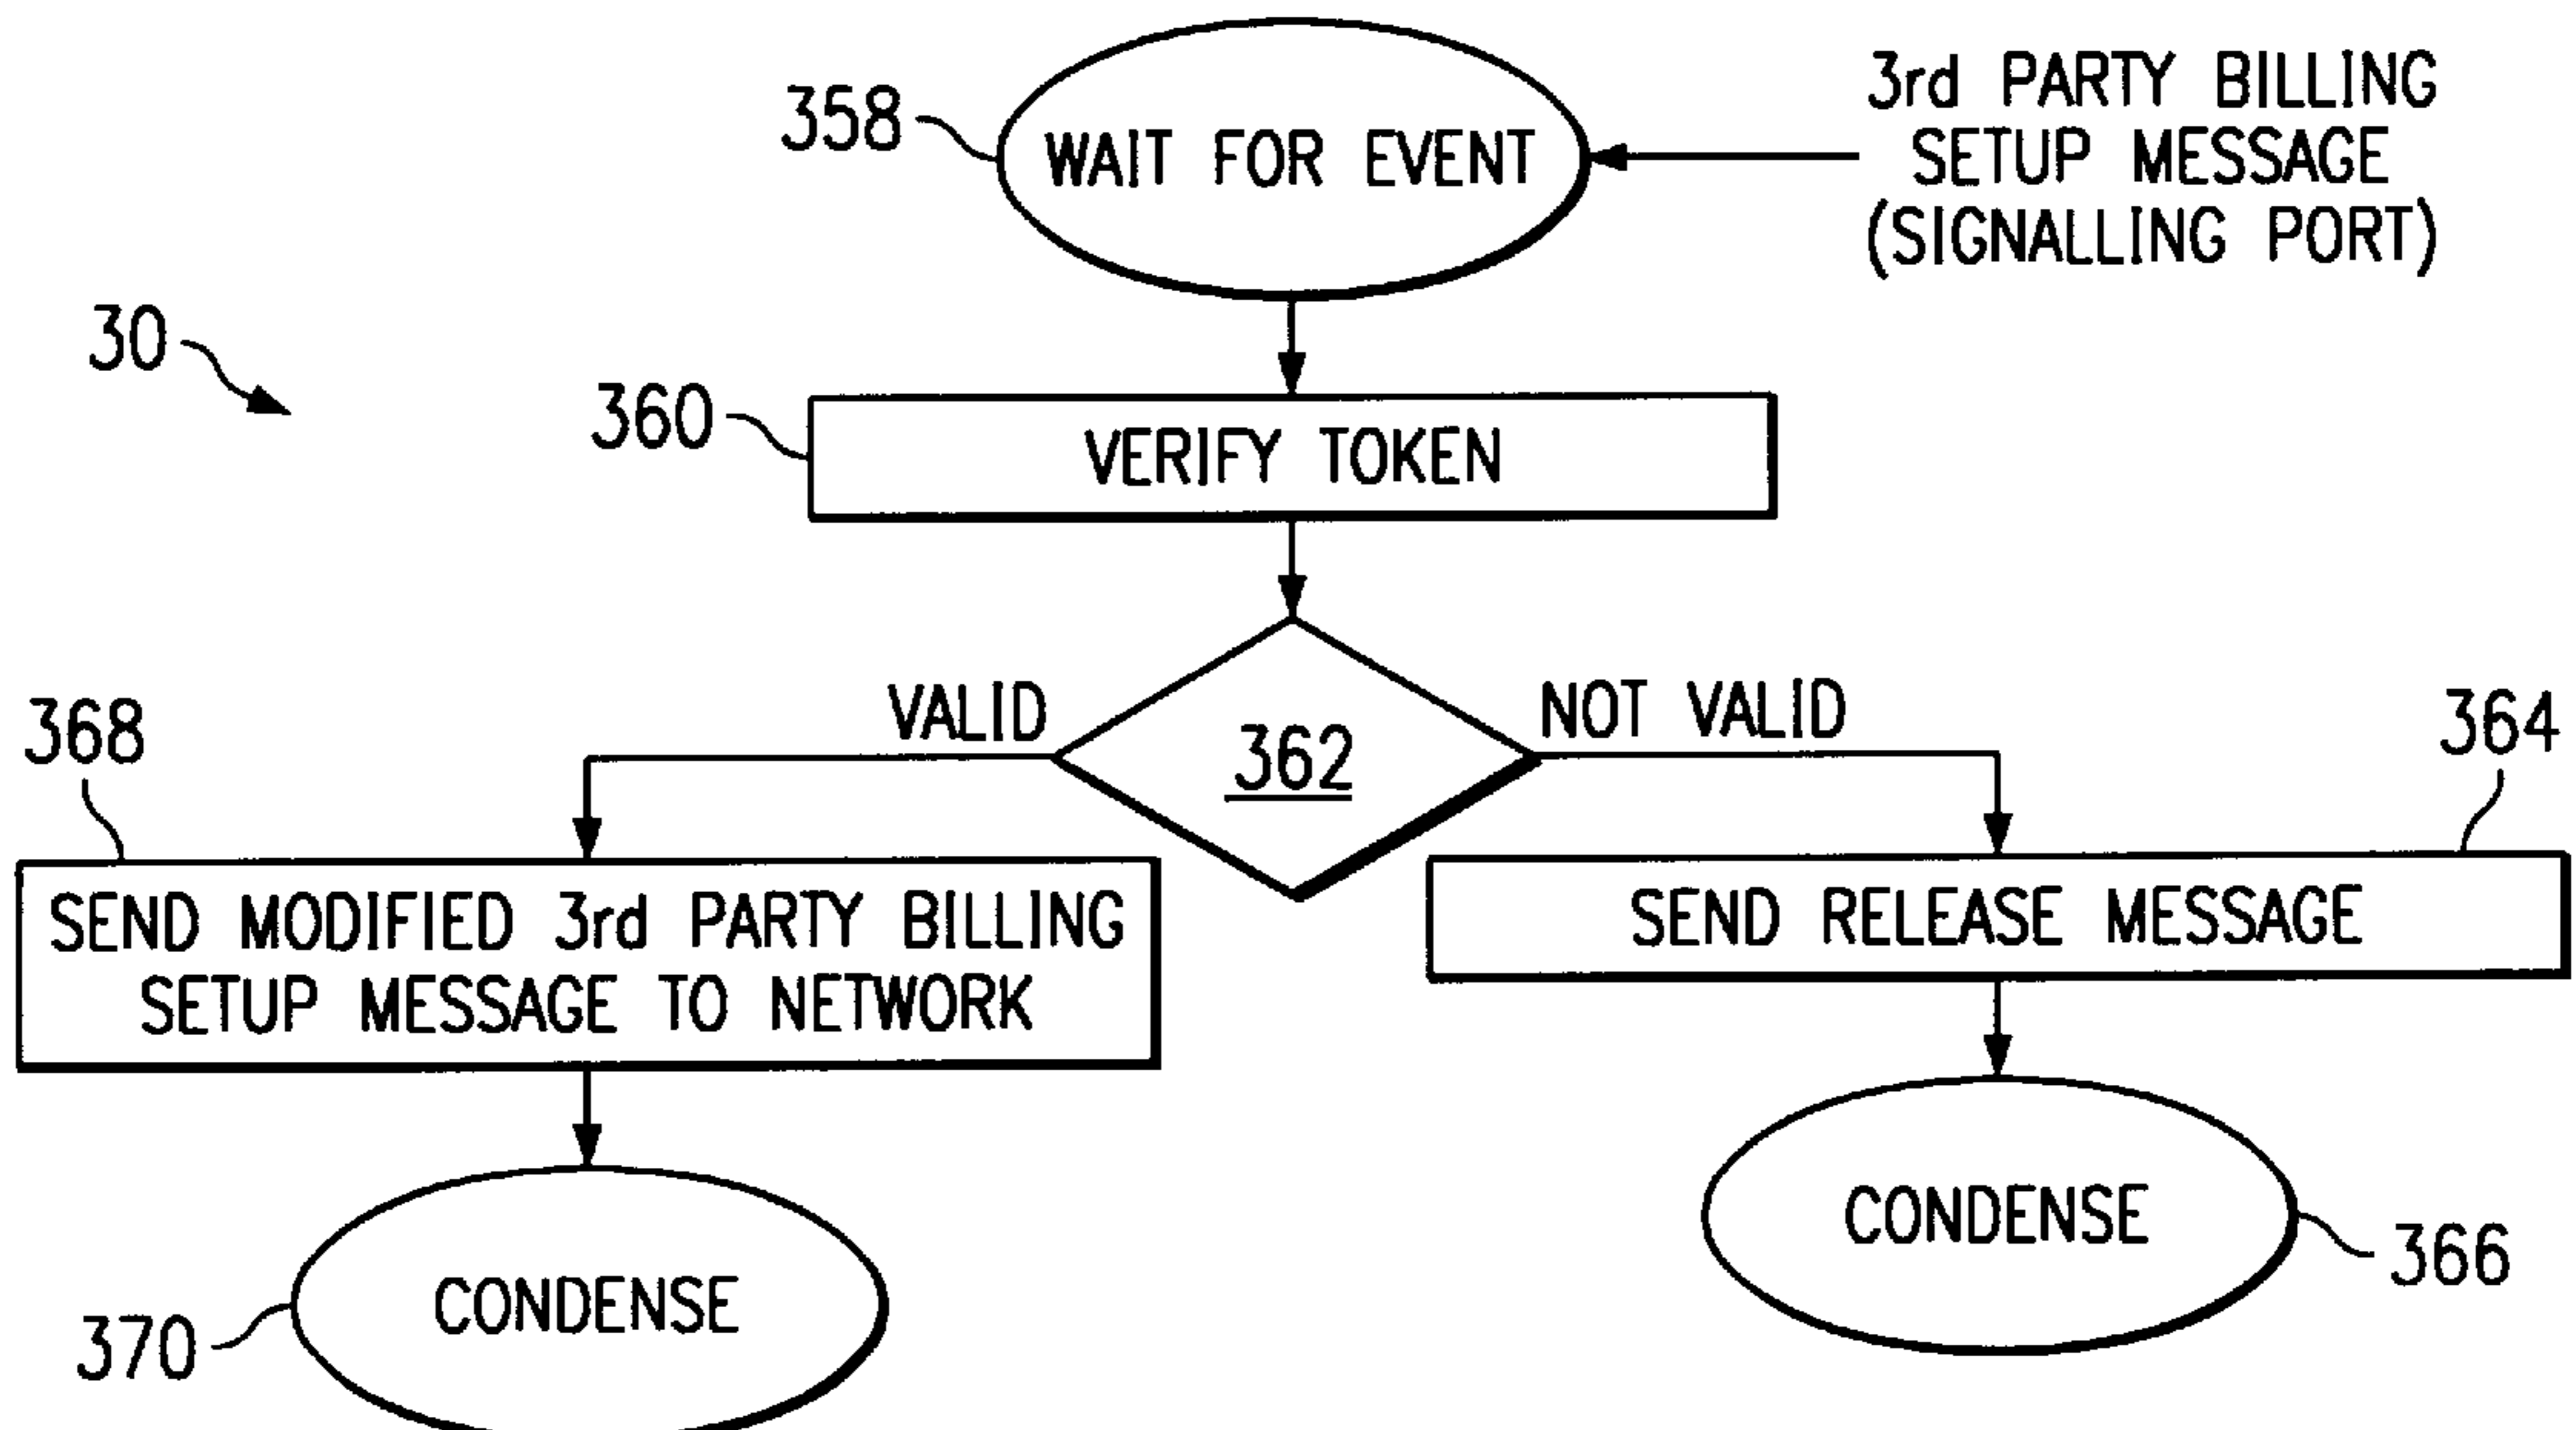 3rd PARTY BILLING
SETUP MESSAGE
(SIGNALLING PORT)
358
WAIT FOR EVENT
30
360
VERIFY TOKEN
VALID
362
NOT VALID
368
364
SEND MODIFIED 3rd PARTY BILLING
SETUP MESSAGE TO NETWORK
SEND RELEASE MESSAGE
CONDENSE
366
CONDENSE
370